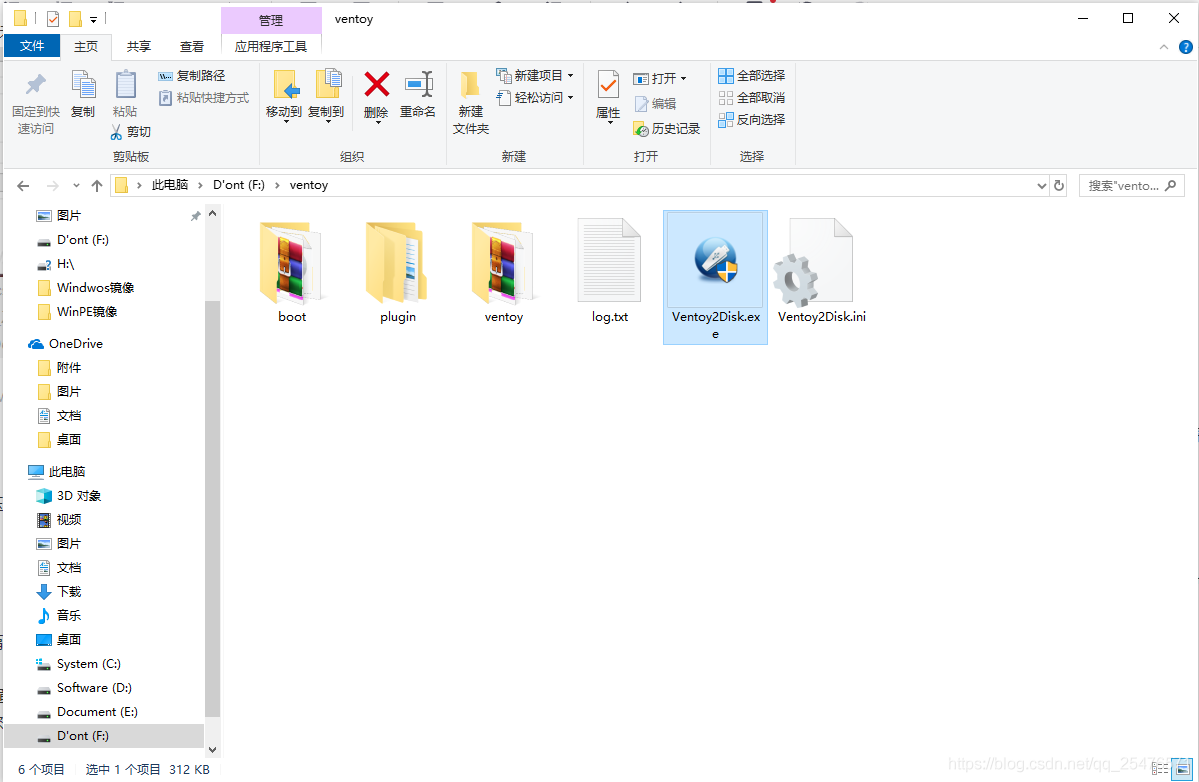 管理
ventoy
文件
主页
共享
查看
应用程序工具
固定到快
速访问
复制
粘贴
复制路径
粘贴快捷方式
剪切
剪贴板
移动到
复制到
删除
重命名
组织
新建
文件夹
新建项目
轻松访问
新建
属性
打开
编辑
历史记录
打开
全部选择
全部取消
反向选择
选择
此电脑 › D'ont (F:) › ventoy
搜索"vento...
图片
D'ont (F:)
H:\
Windwos镜像
WinPE镜像
OneDrive
附件
图片
文档
桌面
此电脑
3D 对象
视频
图片
文档
下载
音乐
桌面
System (C:)
Software (D:)
Document (E:)
D'ont (F:)
boot
plugin
ventoy
log.txt
Ventoy2Disk.ex
e
Ventoy2Disk.ini
6 个项目
选中 1 个项目 312 KB